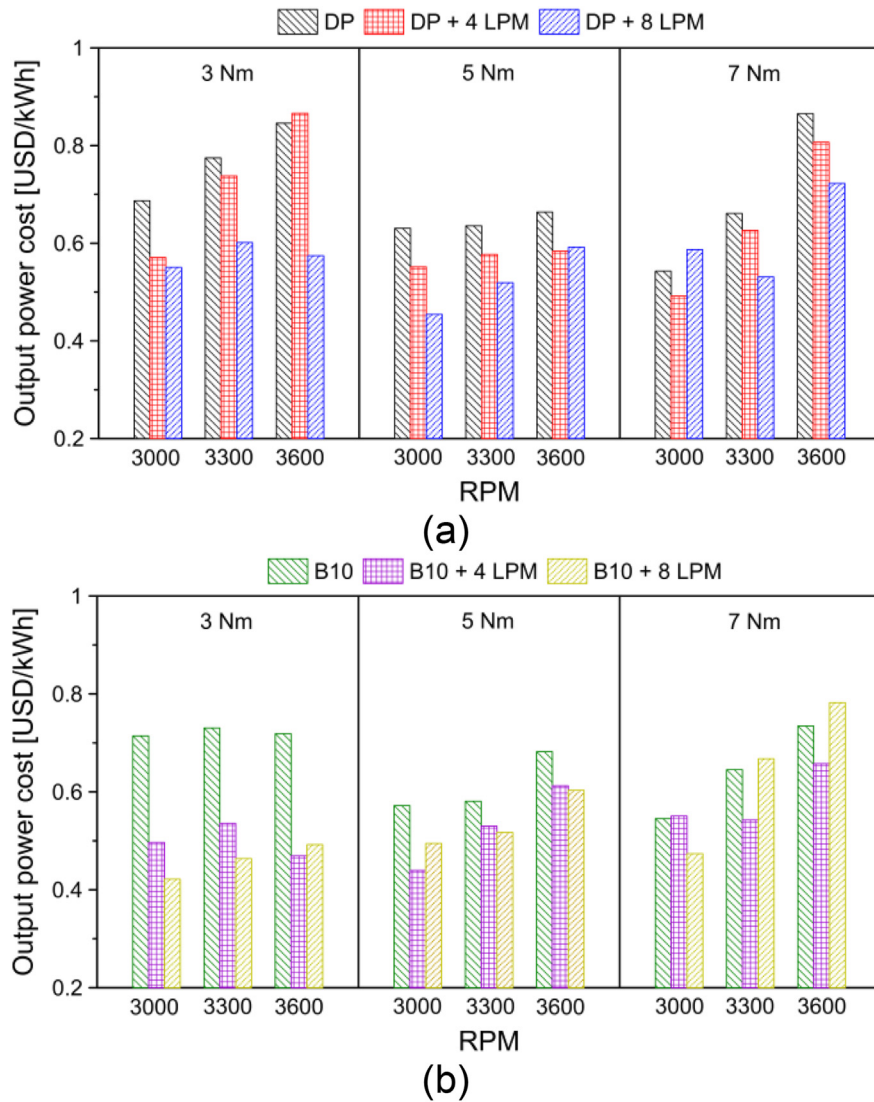 DP DP + 4 LPM DP + 8 LPM
Output power cost [USD/kWh]
1
0.8
0.6
0.4
0.2
3 Nm 5 Nm 7 Nm
3000 3300 3600 3000 3300 3600 3000 3300 3600
RPM
(a)
B10 B10 + 4 LPM B10 + 8 LPM
Output power cost [USD/kWh]
1
0.8
0.6
0.4
0.2
3 Nm 5 Nm 7 Nm
3000 3300 3600 3000 3300 3600 3000 3300 3600
RPM
(b)